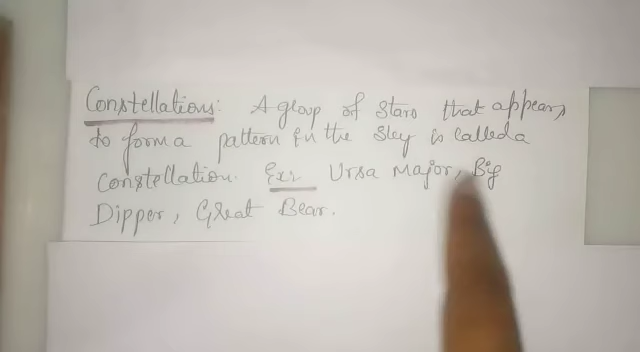 Constellations: A group of stars that appears
to form a pattern in the sky is called a
constellation. Ex: Ursa Major, Big
Dipper, Great Bear.